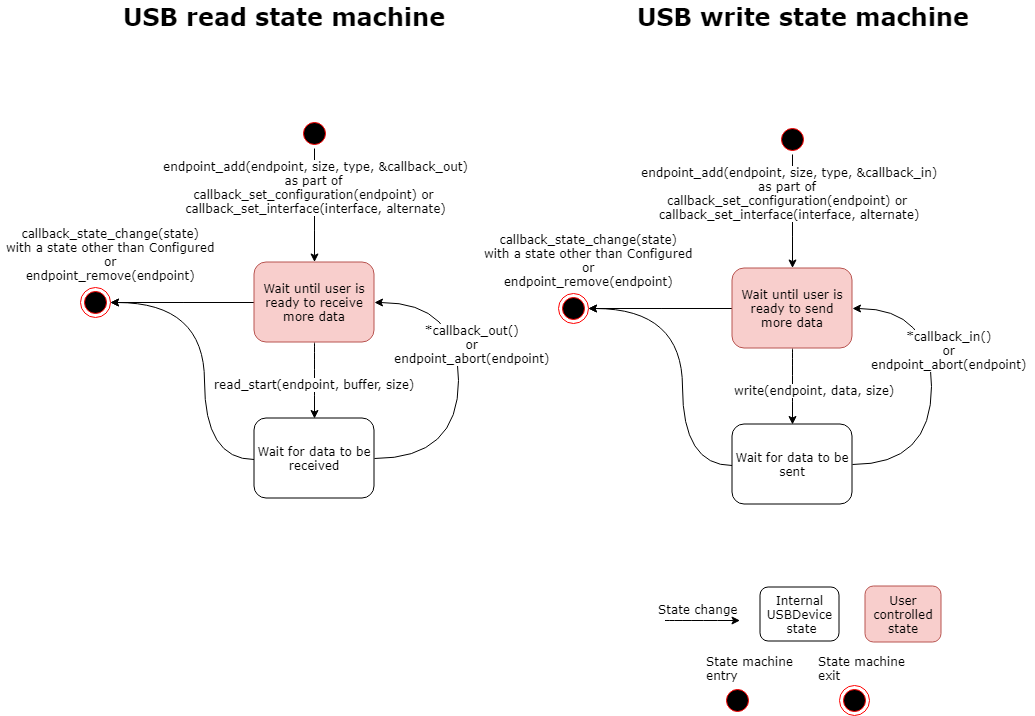 USB read state machine
endpoint_add(endpoint, size, type, &callback_out)
as part of
callback_set_configuration(endpoint) or
callback_set_interface(interface, alternate)
callback_state_change(state)
with a state other than Configured
or
endpoint_remove(endpoint)
Wait until user is
ready to receive
more data
*callback_out()
or
endpoint_abort(endpoint)
read_start(endpoint, buffer, size)
Wait for data to be
received
USB write state machine
endpoint_add(endpoint, size, type, &callback_in)
as part of
callback_set_configuration(endpoint) or
callback_set_interface(interface, alternate)
callback_state_change(state)
with a state other than Configured
or
endpoint_remove(endpoint)
Wait until user is
ready to send
more data
*callback_in()
or
endpoint_abort(endpoint)
write(endpoint, data, size)
Wait for data to be
sent
State change
Internal
USBDevice
state
User
controlled
state
State machine
entry
State machine
exit